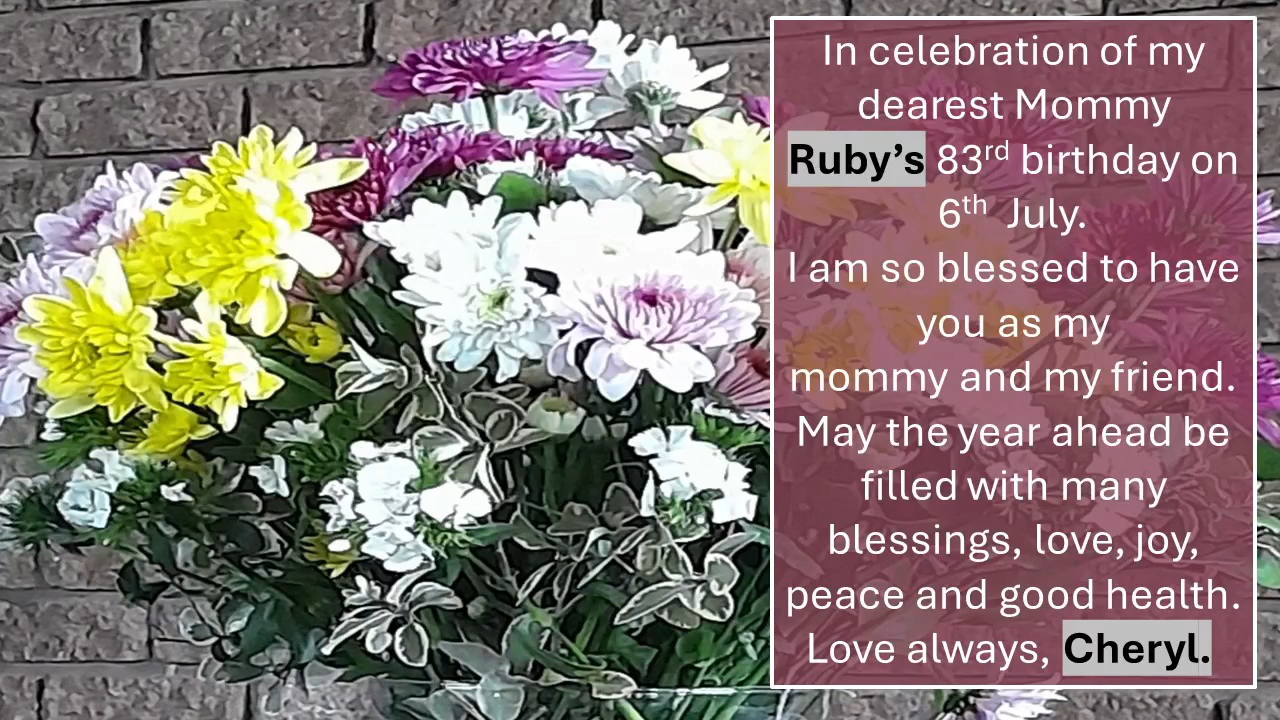 In celebration of my
dearest Mommy
Ruby’s 83rd birthday on
6th July.
I am so blessed to have
you as my
mommy and my friend.
May the year ahead be
filled with many
blessings, love, joy,
peace and good health.
Love always, Cheryl.